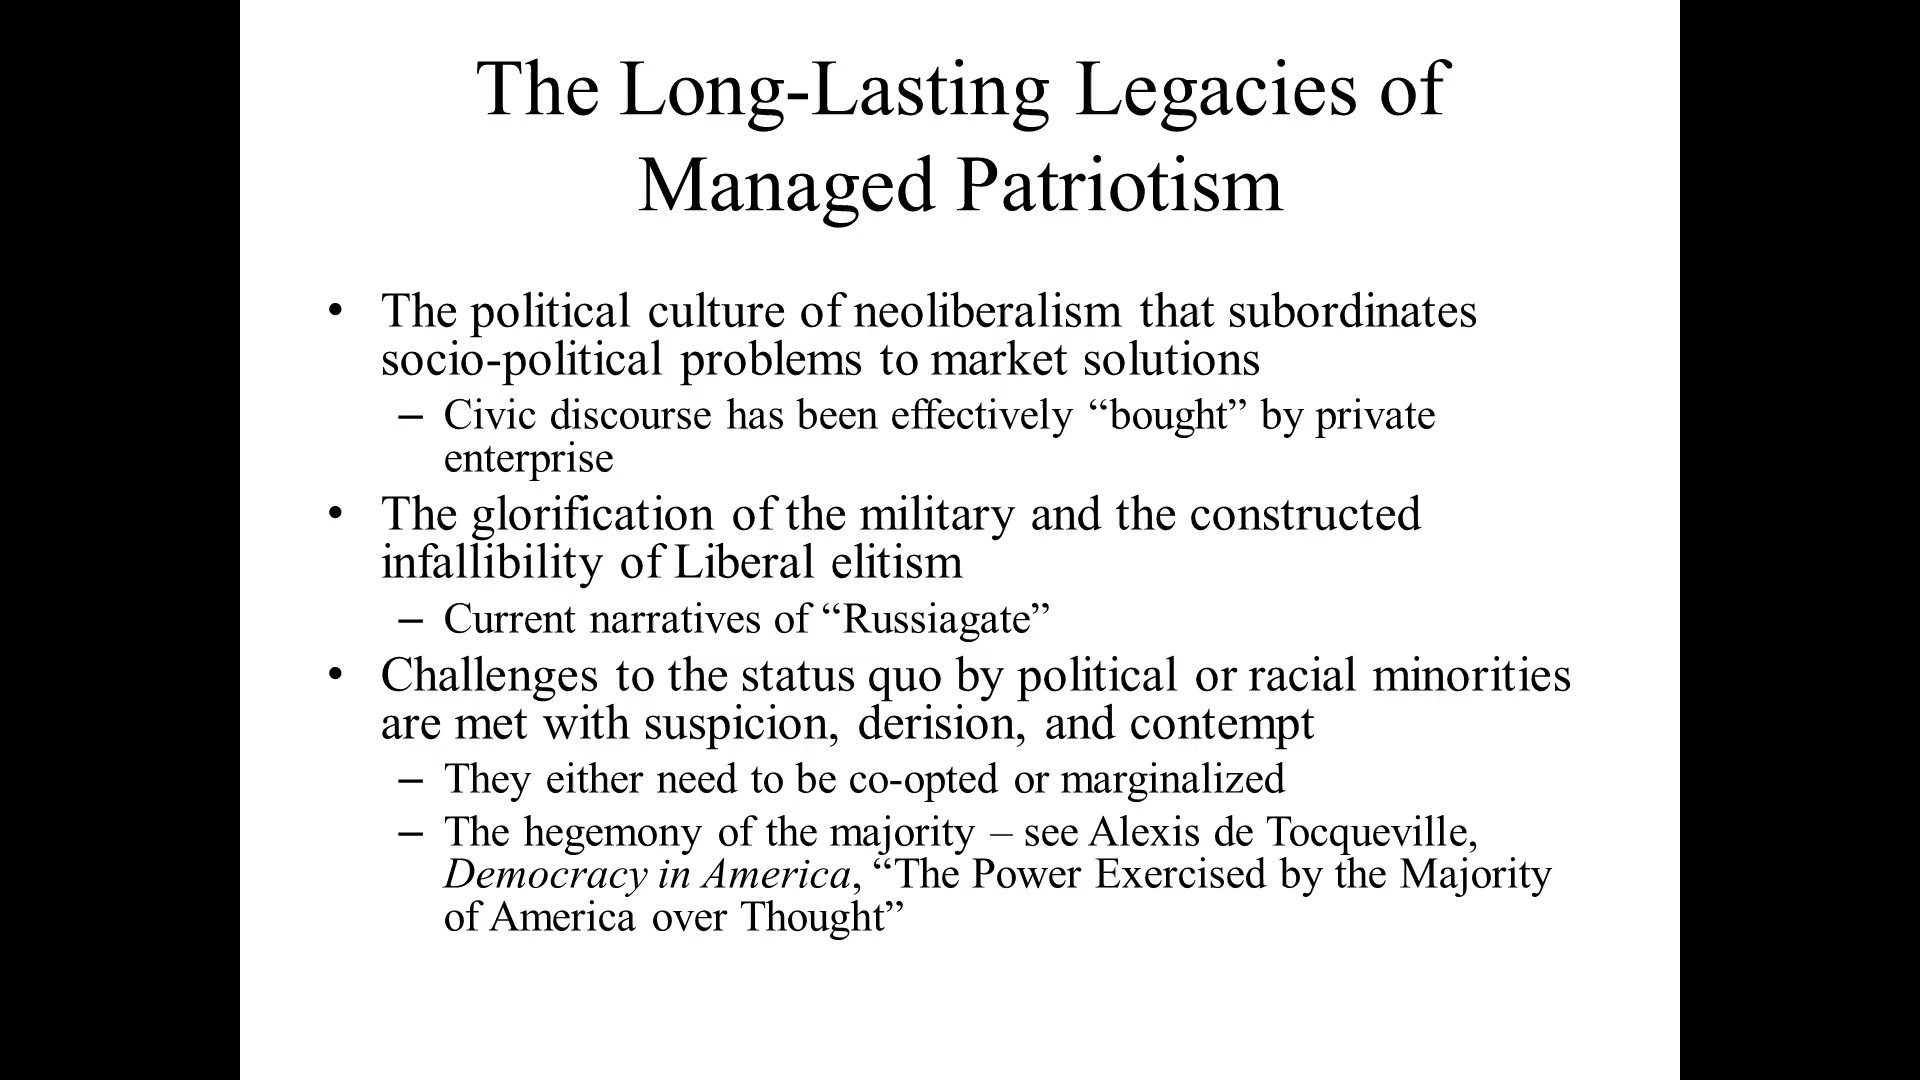 The Long-Lasting Legacies of
Managed Patriotism
• The political culture of neoliberalism that subordinates
socio-political problems to market solutions
– Civic discourse has been effectively “bought” by private
enterprise
• The glorification of the military and the constructed
infallibility of Liberal elitism
– Current narratives of “Russiagate”
• Challenges to the status quo by political or racial minorities
are met with suspicion, derision, and contempt
– They either need to be co-opted or marginalized
– The hegemony of the majority – see Alexis de Tocqueville,
Democracy in America, “The Power Exercised by the Majority
of America over Thought”